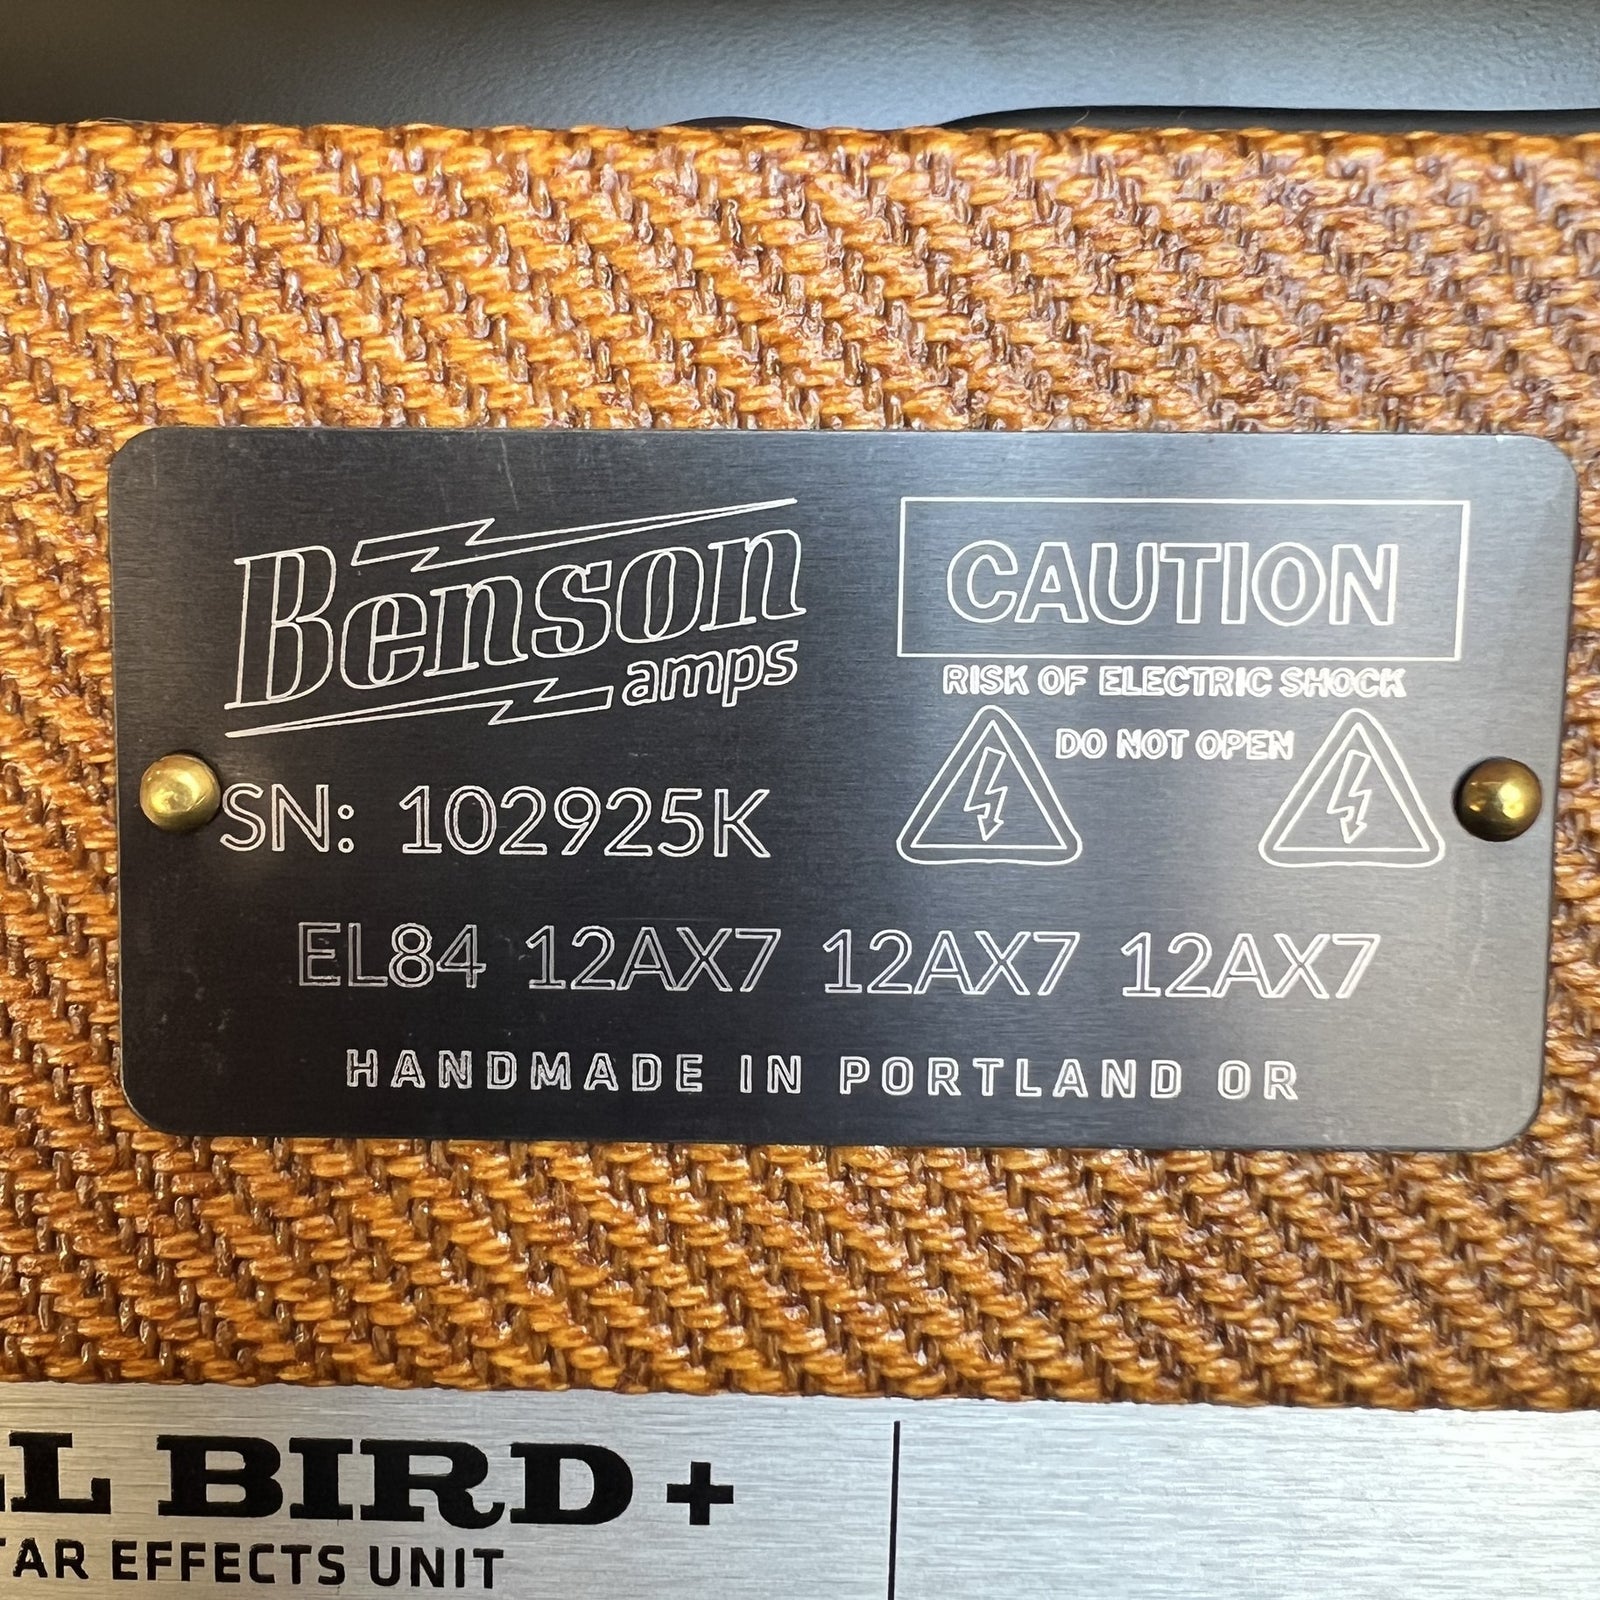 Benson
amps
CAUTION
RISK OF ELECTRIC SHOCK
DO NOT OPEN
SN: 102925K
EL84 12AX7 12AX7 12AX7
HANDMADE IN PORTLAND OR
BIRD +
EFFECTS UNIT